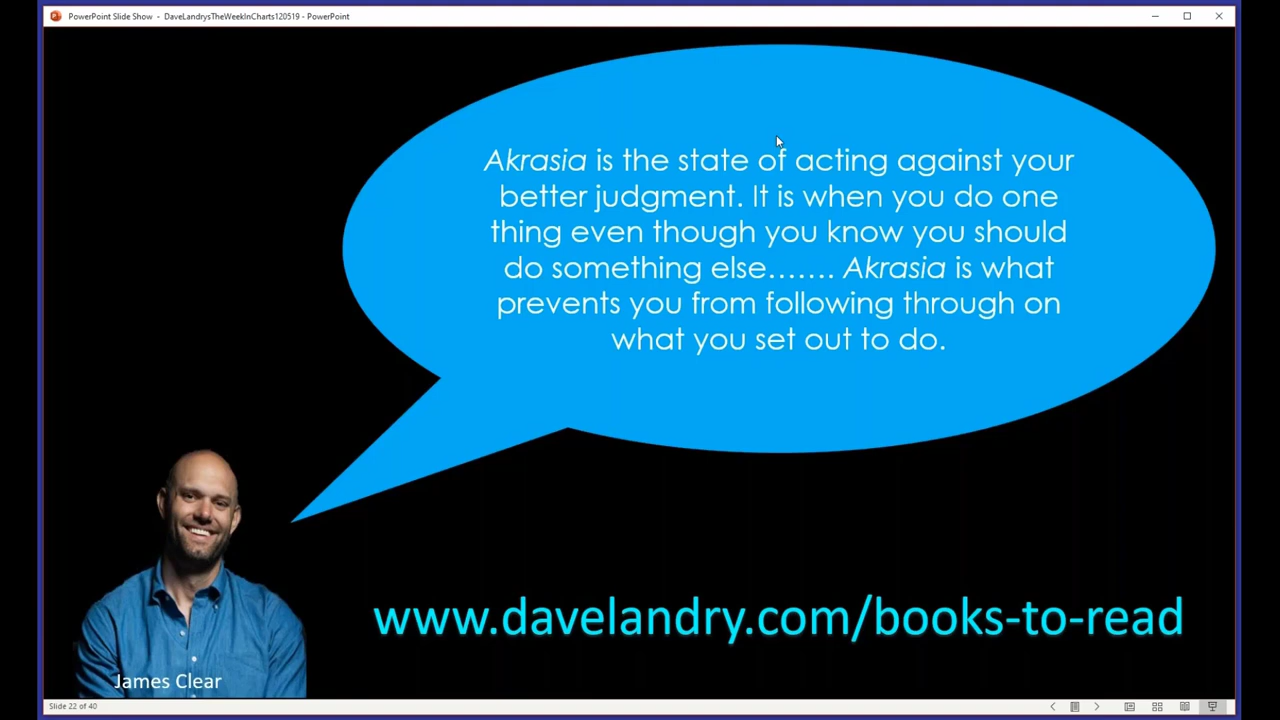 PowerPoint Slide Show - DaveLandrysTheWeekInCharts120519 - PowerPoint
Akrasia is the state of acting against your
better judgment. It is when you do one
thing even though you know you should
do something else....... Akrasia is what
prevents you from following through on
what you set out to do.
www.davelandry.com/books-to-read
James Clear
Slide 22 of 40